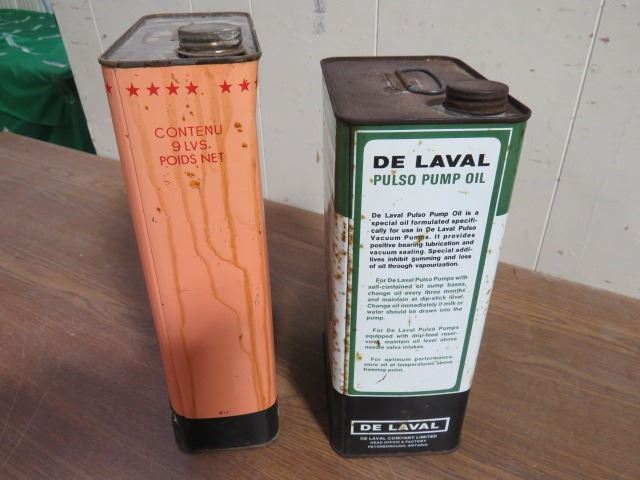 CONTENU
9 LVS.
POIDS NET
DE LAVAL
PULSO PUMP OIL
De Laval Pulso Pump Oil is a
special oil formulated specifi-
cally for use in De Laval Pulso
Vacuum Pumps. It provides
positive bearing lubrication and
vacuum sealing. Special addi-
tives inhibit gumming and loss
of oil through vapourization.
For De Laval Pulso Pumps with
self-contained oil sump bases,
change oil every three months
and maintain at dip-stick level.
Change oil immediately if milk or
water should be drawn into the
pump.
For De Laval Pulso Pumps
equipped with drip-feed reser-
voirs, maintain oil level above
needle valve intakes.
For optimum performance,
store oil at temperatures above
freezing point.
DE LAVAL
DE LAVAL COMPANY LIMITED
HEAD OFFICE & FACTORY
PETERBOROUGH, ONTARIO